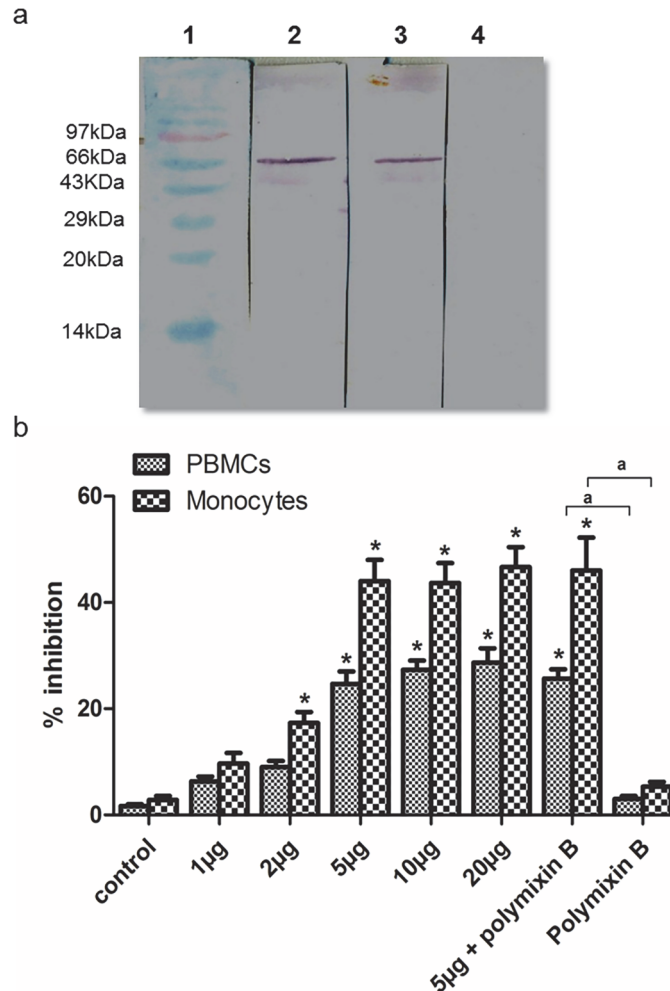 a
1 2 3 4
97kDa
66kDa
43KDa
29kDa
20kDa
14kDa
b
PBMCs
Monocytes
a
a
60
40
20
0
% inhibition
* * * * * * * * *
control 1µg 2µg 5µg 10µg 20µg 5µg + polymixin B Polymixin B